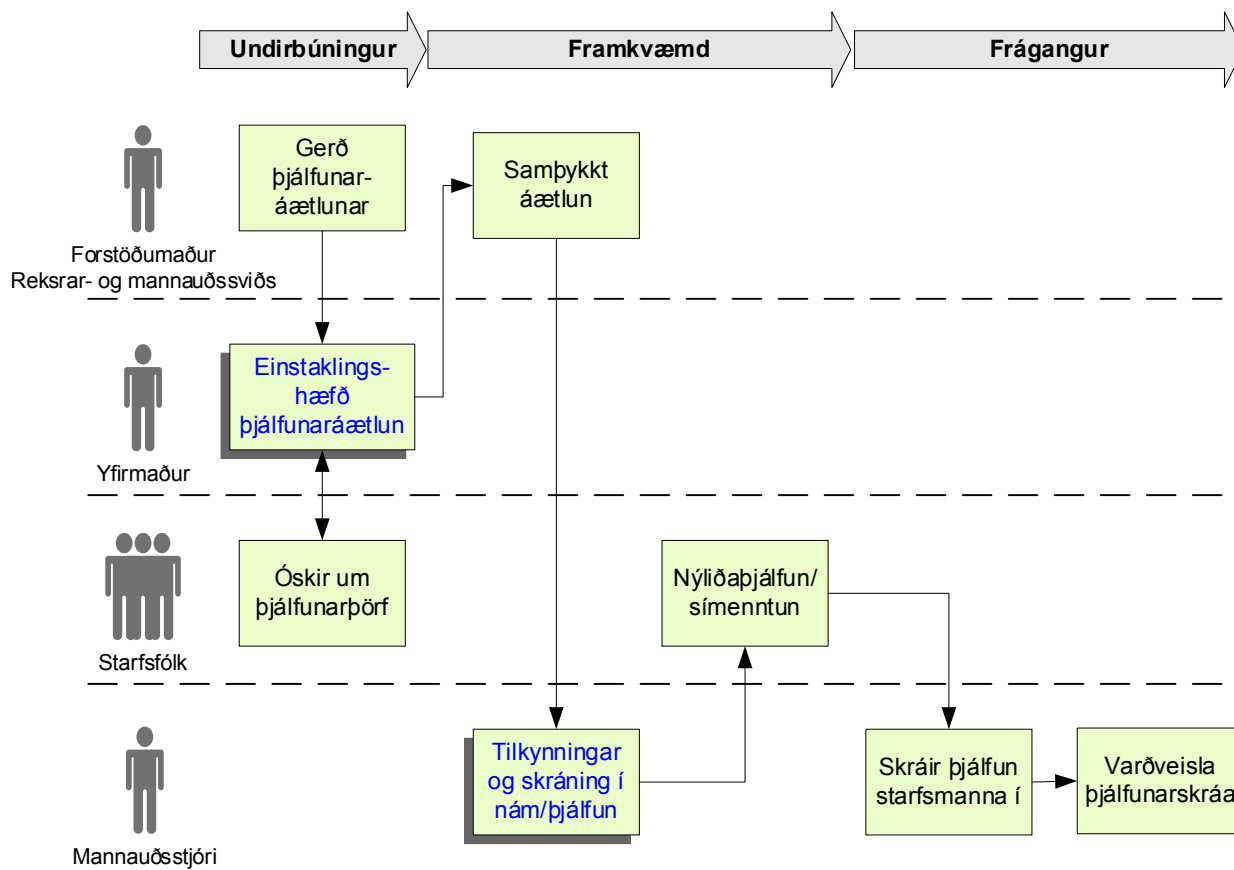 Undirbúningur
Framkvæmd
Frágangur
Gerð
þjálfunar-
áætlunar
Samþykkt
áætlun
Forstöðumaður
Reksrar- og mannauðssviðs
Einstaklings-
hæfð
þjálfunaráætlun
Yfirmaður
Óskir um
þjálfunarþörf
Nýliðaþjálfun/
símenntun
Starfsfólk
Tilkynningar
og skráning í
nám/þjálfun
Skráir þjálfun
starfsmanna í
Varðveisla
þjálfunarskráa
Mannauðsstjóri